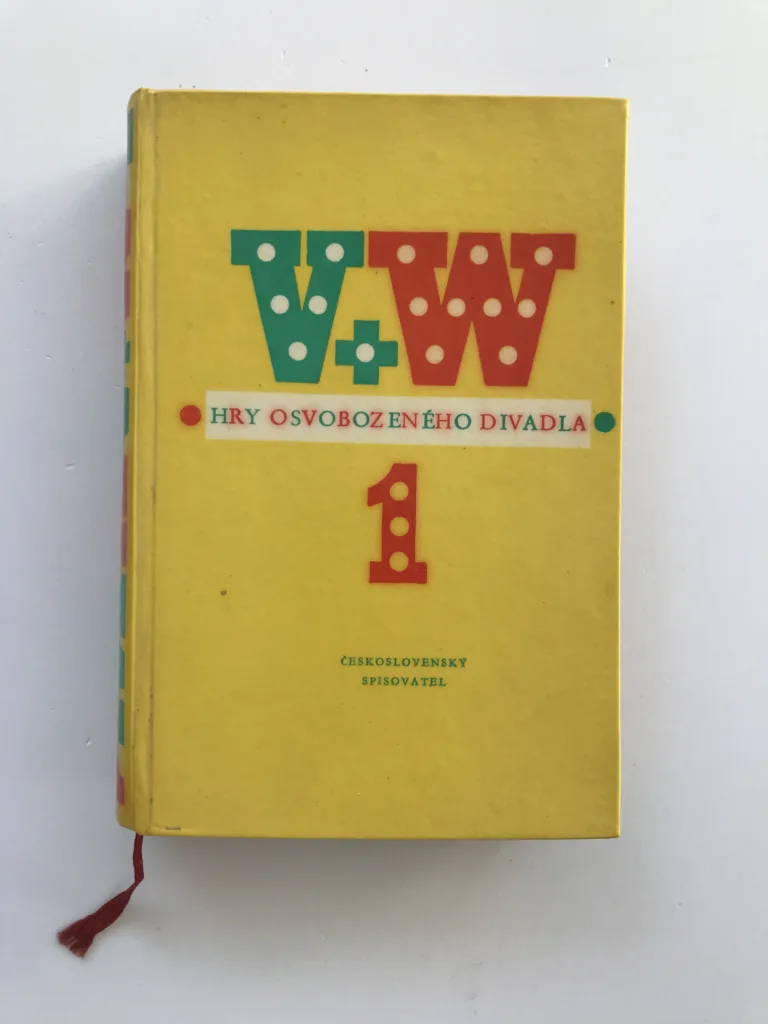 V+W
HRY OSVOBOZENÉHO DIVADLA
1
ČESKOSLOVENSKÝ
SPISOVATEL